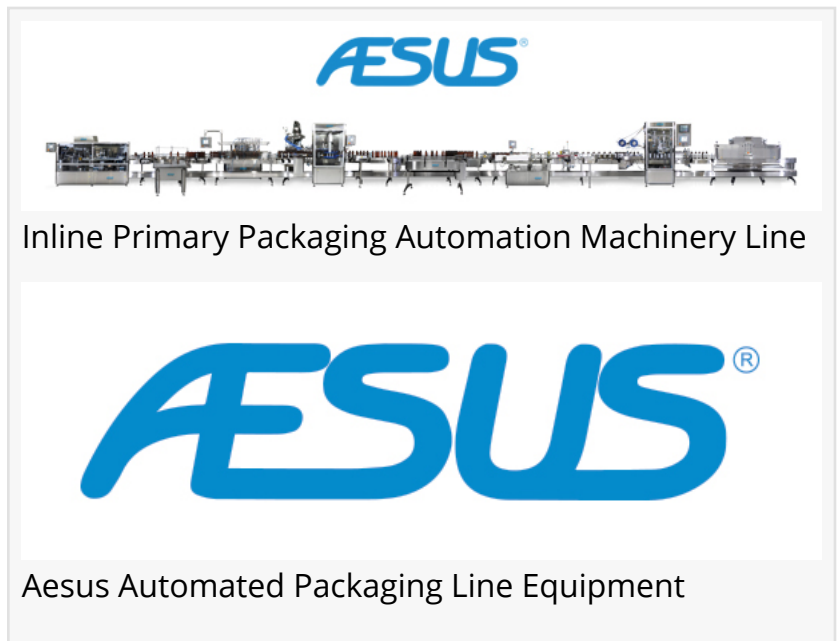 ÆSUS®
Inline Primary Packaging Automation Machinery Line
ÆSUS®
Aesus Automated Packaging Line Equipment